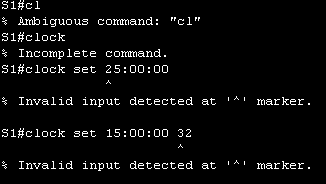 S1#cl
% Ambiguous command: "cl"
S1#clock
% Incomplete command.
S1#clock set 25:00:00
^
% Invalid input detected at '^' marker.
S1#clock set 15:00:00 32
^
% Invalid input detected at '^' marker.